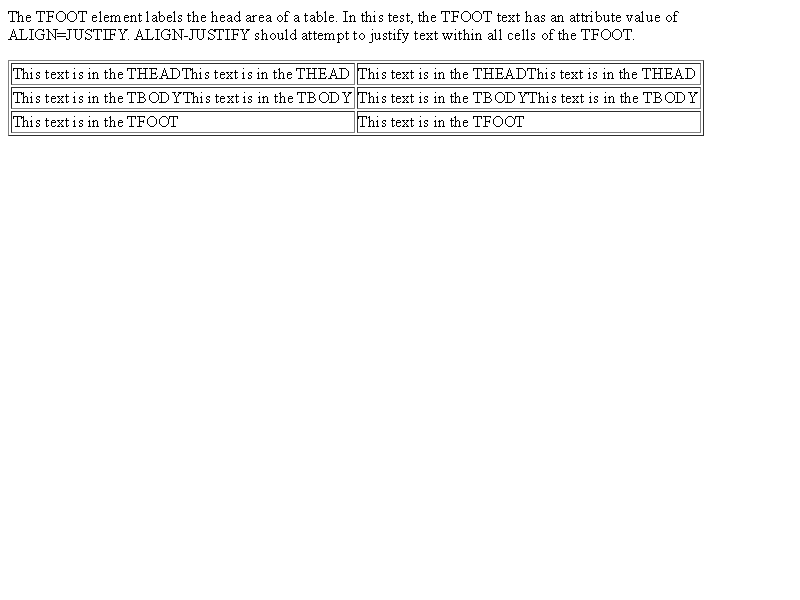 The TFOOT element labels the head area of a table. In this test, the TFOOT text has an attribute value of
ALIGN=JUSTIFY. ALIGN-JUSTIFY should attempt to justify text within all cells of the TFOOT.
This text is in the THEADThis text is in the THEAD This text is in the THEADThis text is in the THEAD
This text is in the TBODYThis text is in the TBODY This text is in the TBODYThis text is in the TBODY
This text is in the TFOOT This text is in the TFOOT